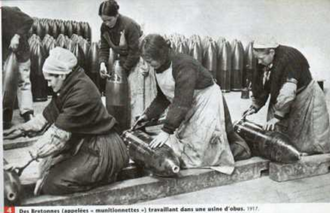 4 Des Bretonnes (appelées « munitionnettes ») travaillant dans une usine d'obus. 1917.